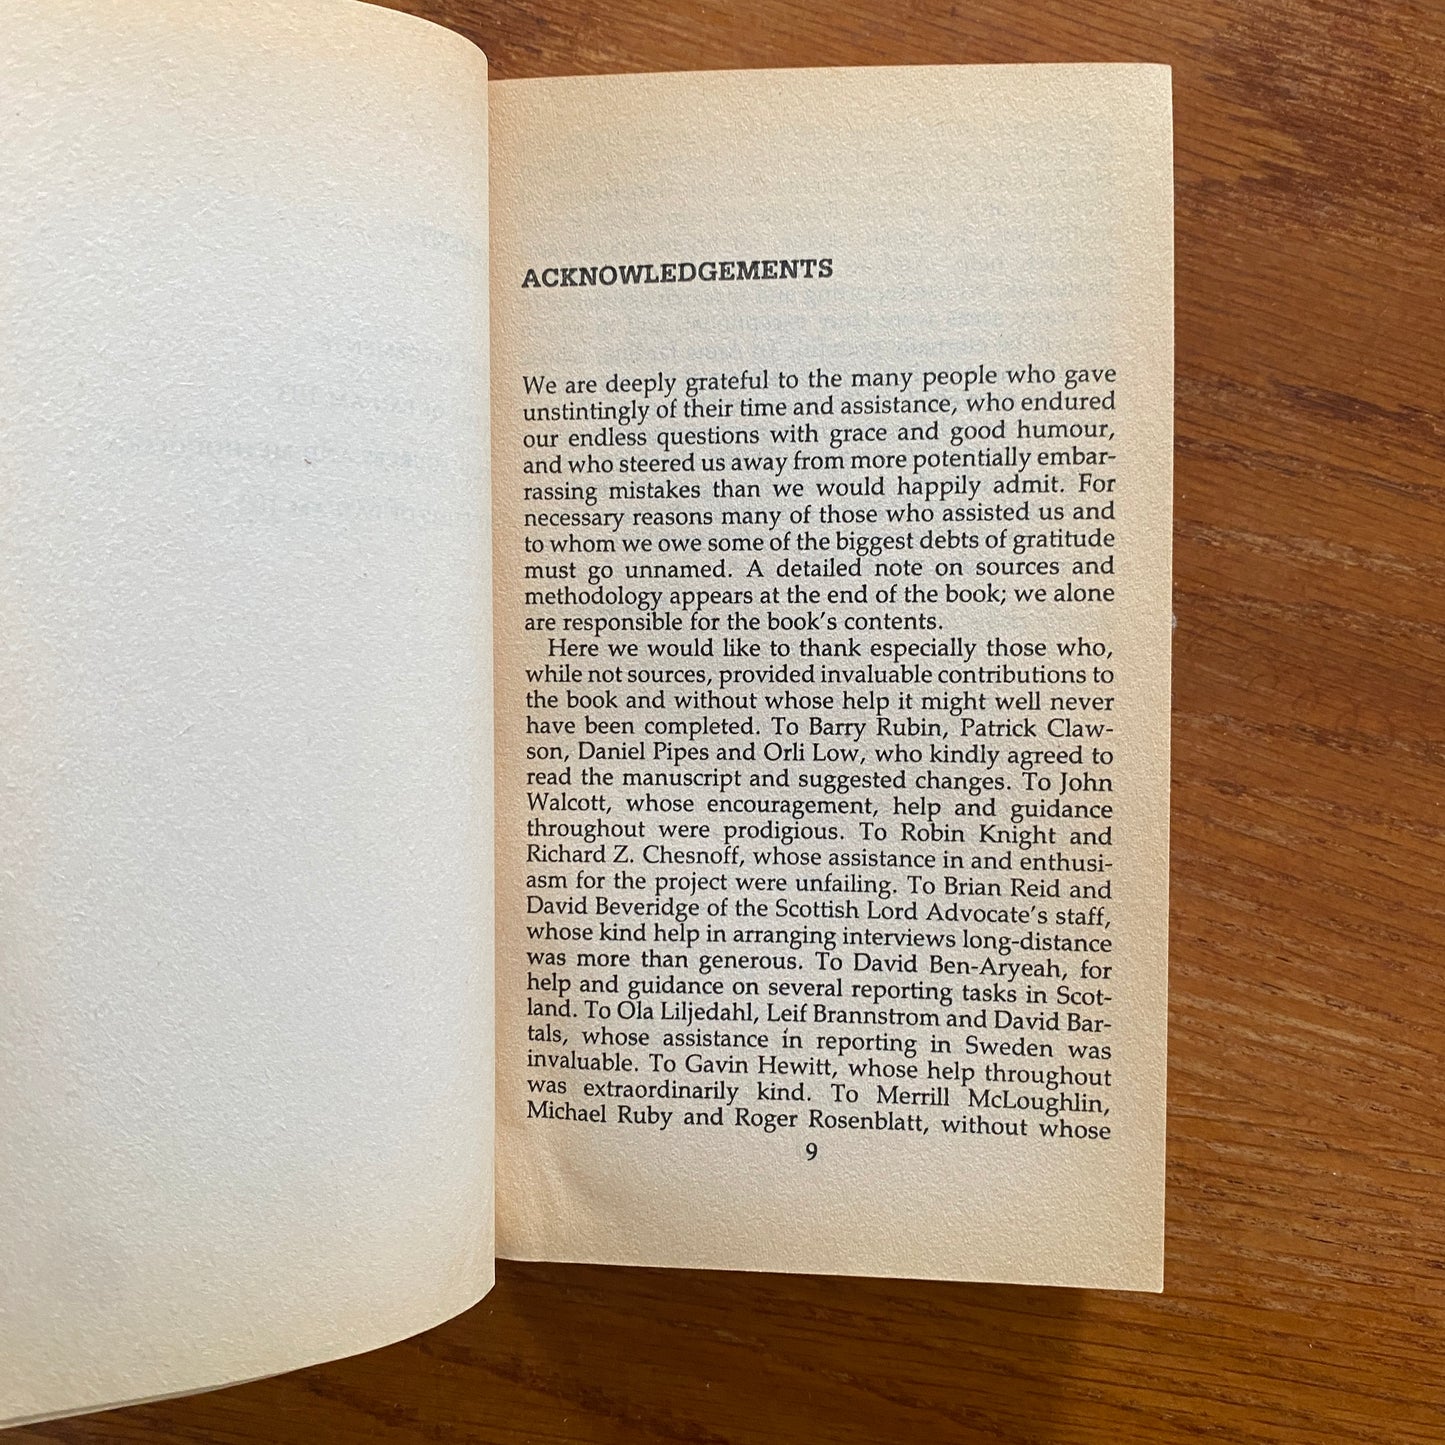 ACKNOWLEDGEMENTS
We are deeply grateful to the many people who gave
unstintingly of their time and assistance, who endured
our endless questions with grace and good humour,
and who steered us away from more potentially embar-
rassing mistakes than we would happily admit. For
necessary reasons many of those who assisted us and
to whom we owe some of the biggest debts of gratitude
must go unnamed. A detailed note on sources and
methodology appears at the end of the book; we alone
are responsible for the book's contents.
Here we would like to thank especially those who,
while not sources, provided invaluable contributions to
the book and without whose help it might well never
have been completed. To Barry Rubin, Patrick Claw-
son, Daniel Pipes and Orli Low, who kindly agreed to
read the manuscript and suggested changes. To John
Walcott, whose encouragement, help and guidance
throughout were prodigious. To Robin Knight and
Richard Z. Chesnoff, whose assistance in and enthusi-
asm for the project were unfailing. To Brian Reid and
David Beveridge of the Scottish Lord Advocate's staff,
whose kind help in arranging interviews long-distance
was more than generous. To David Ben-Aryeah, for
help and guidance on several reporting tasks in Scot-
land. To Ola Liljedahl, Leif Brannstrom and David Bar-
tals, whose assistance in reporting in Sweden was
invaluable. To Gavin Hewitt, whose help throughout
was extraordinarily kind. To Merrill McLoughlin,
Michael Ruby and Roger Rosenblatt, without whose
9